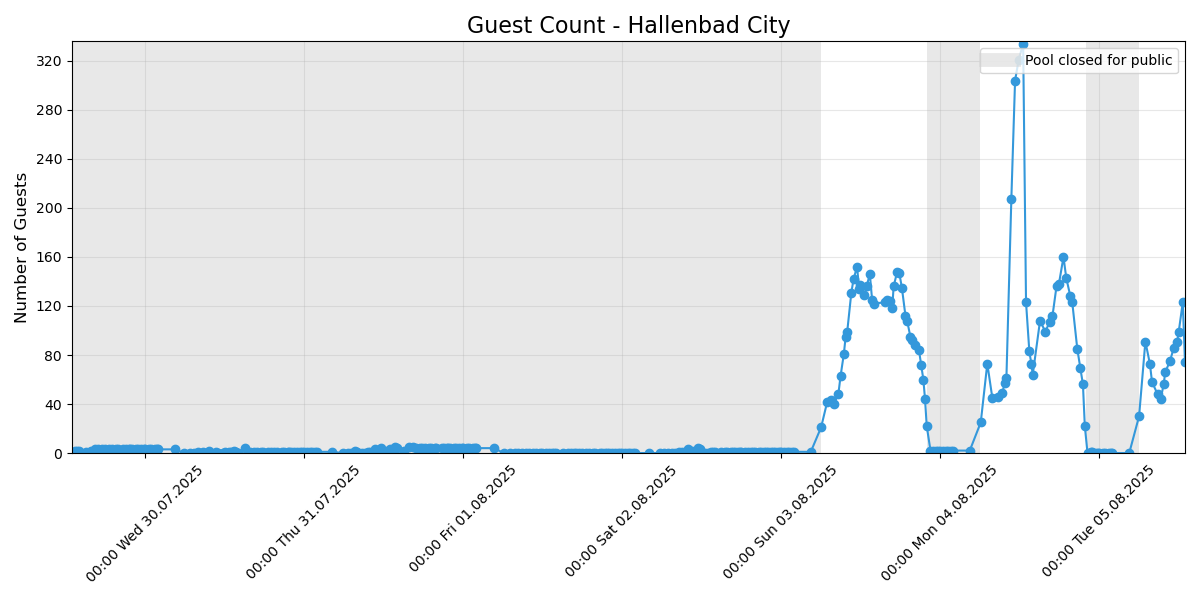 Guest Count - Hallenbad City
Pool closed for public
Number of Guests
320
280
240
200
160
120
80
40
0
00:00 Wed 30.07.2025
00:00 Thu 31.07.2025
00:00 Fri 01.08.2025
00:00 Sat 02.08.2025
00:00 Sun 03.08.2025
00:00 Mon 04.08.2025
00:00 Tue 05.08.2025